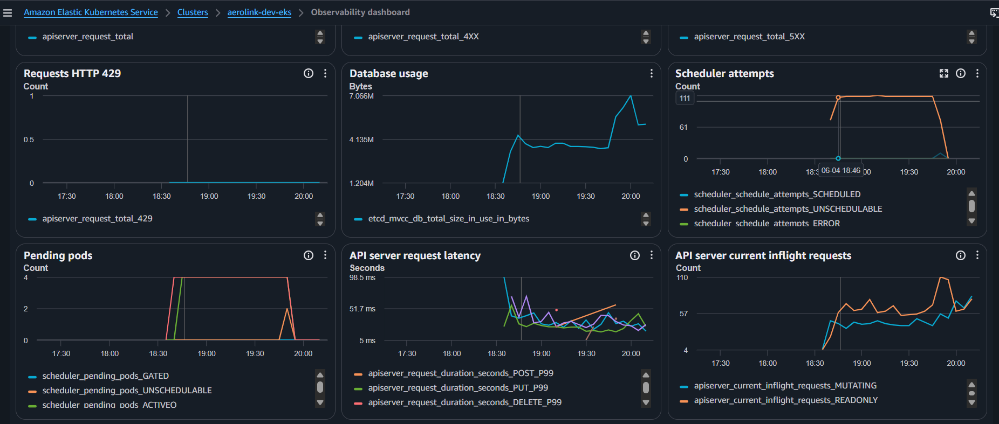 Amazon Elastic Kubernetes Service > Clusters > aerolink-dev-eks > Observability dashboard
apiserver_request_total
apiserver_request_total_4XX
apiserver_request_total_5XX
Requests HTTP 429
Count
1
0.5
0
17:30 18:00 18:30 19:00 19:30 20:00
apiserver_request_total_429
Database usage
Bytes
7.066M
4.135M
1.204M
17:30 18:00 18:30 19:00 19:30 20:00
etcd_mvcc_db_total_size_in_use_in_bytes
Scheduler attempts
Count
111
61
0
17:30 18:00 18:3 06-04 18:46 00 19:30 20:00
scheduler_schedule_attempts_SCHEDULED
scheduler_schedule_attempts_UNSCHEDULABLE
scheduler_schedule_attempts_ERROR
Pending pods
Count
4
2
0
17:30 18:00 18:30 19:00 19:30 20:00
scheduler_pending_pods_GATED
scheduler_pending_pods_UNSCHEDULABLE
scheduler_pending_pods_ACTIVEQ
API server request latency
Seconds
98.5 ms
51.7 ms
5 ms
17:30 18:00 18:30 19:00 19:30 20:00
apiserver_request_duration_seconds_POST_P99
apiserver_request_duration_seconds_PUT_P99
apiserver_request_duration_seconds_DELETE_P99
API server current inflight requests
Count
110
57
4
17:30 18:00 18:30 19:00 19:30 20:00
apiserver_current_inflight_requests_MUTATING
apiserver_current_inflight_requests_READONLY